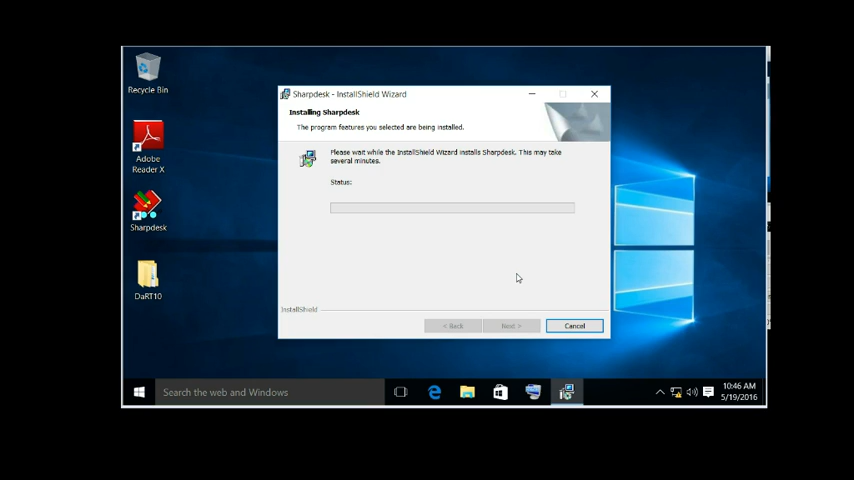 Recycle Bin
Adobe
Reader X
Sharpdesk
DaRT10
Sharpdesk - InstallShield Wizard
Installing Sharpdesk
The program features you selected are being installed.
Please wait while the InstallShield Wizard installs Sharpdesk. This may take
several minutes.
Status:
InstallShield
< Back
Next >
Cancel
Search the web and Windows
10:46 AM
5/19/2016